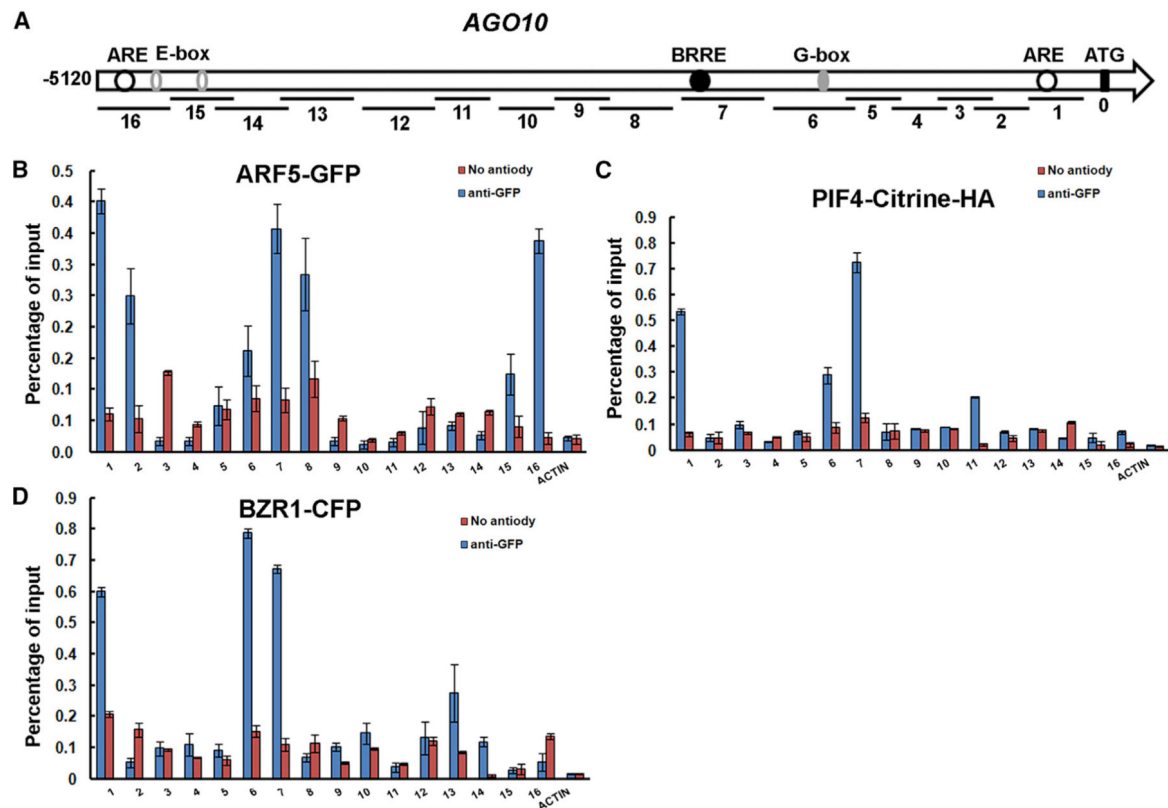 A
AGO10
ARE E-box BRRE G-box ARE ATG
-5120
16 15 14 13 12 11 10 9 8 7 6 5 4 3 2 1 0
B
ARF5-GFP
No antiody
anti-GFP
Percentage of input
0.5
0.4
0.4
0.3
0.3
0.2
0.2
0.1
0.1
0.0
1 2 3 4 5 6 7 8 9 10 11 12 13 14 15 16 ACTIN
C
PIF4-Citrine-HA
No antiody
anti-GFP
Percentage of input
0.9
0.8
0.7
0.6
0.5
0.4
0.3
0.2
0.1
0
1 2 3 4 5 6 7 8 9 10 11 12 13 14 15 16 ACTIN
D
BZR1-CFP
No antiody
anti-GFP
Percentage of input
0.9
0.8
0.7
0.6
0.5
0.4
0.3
0.2
0.1
0
1 2 3 4 5 6 7 8 9 10 11 12 13 14 15 16 ACTIN